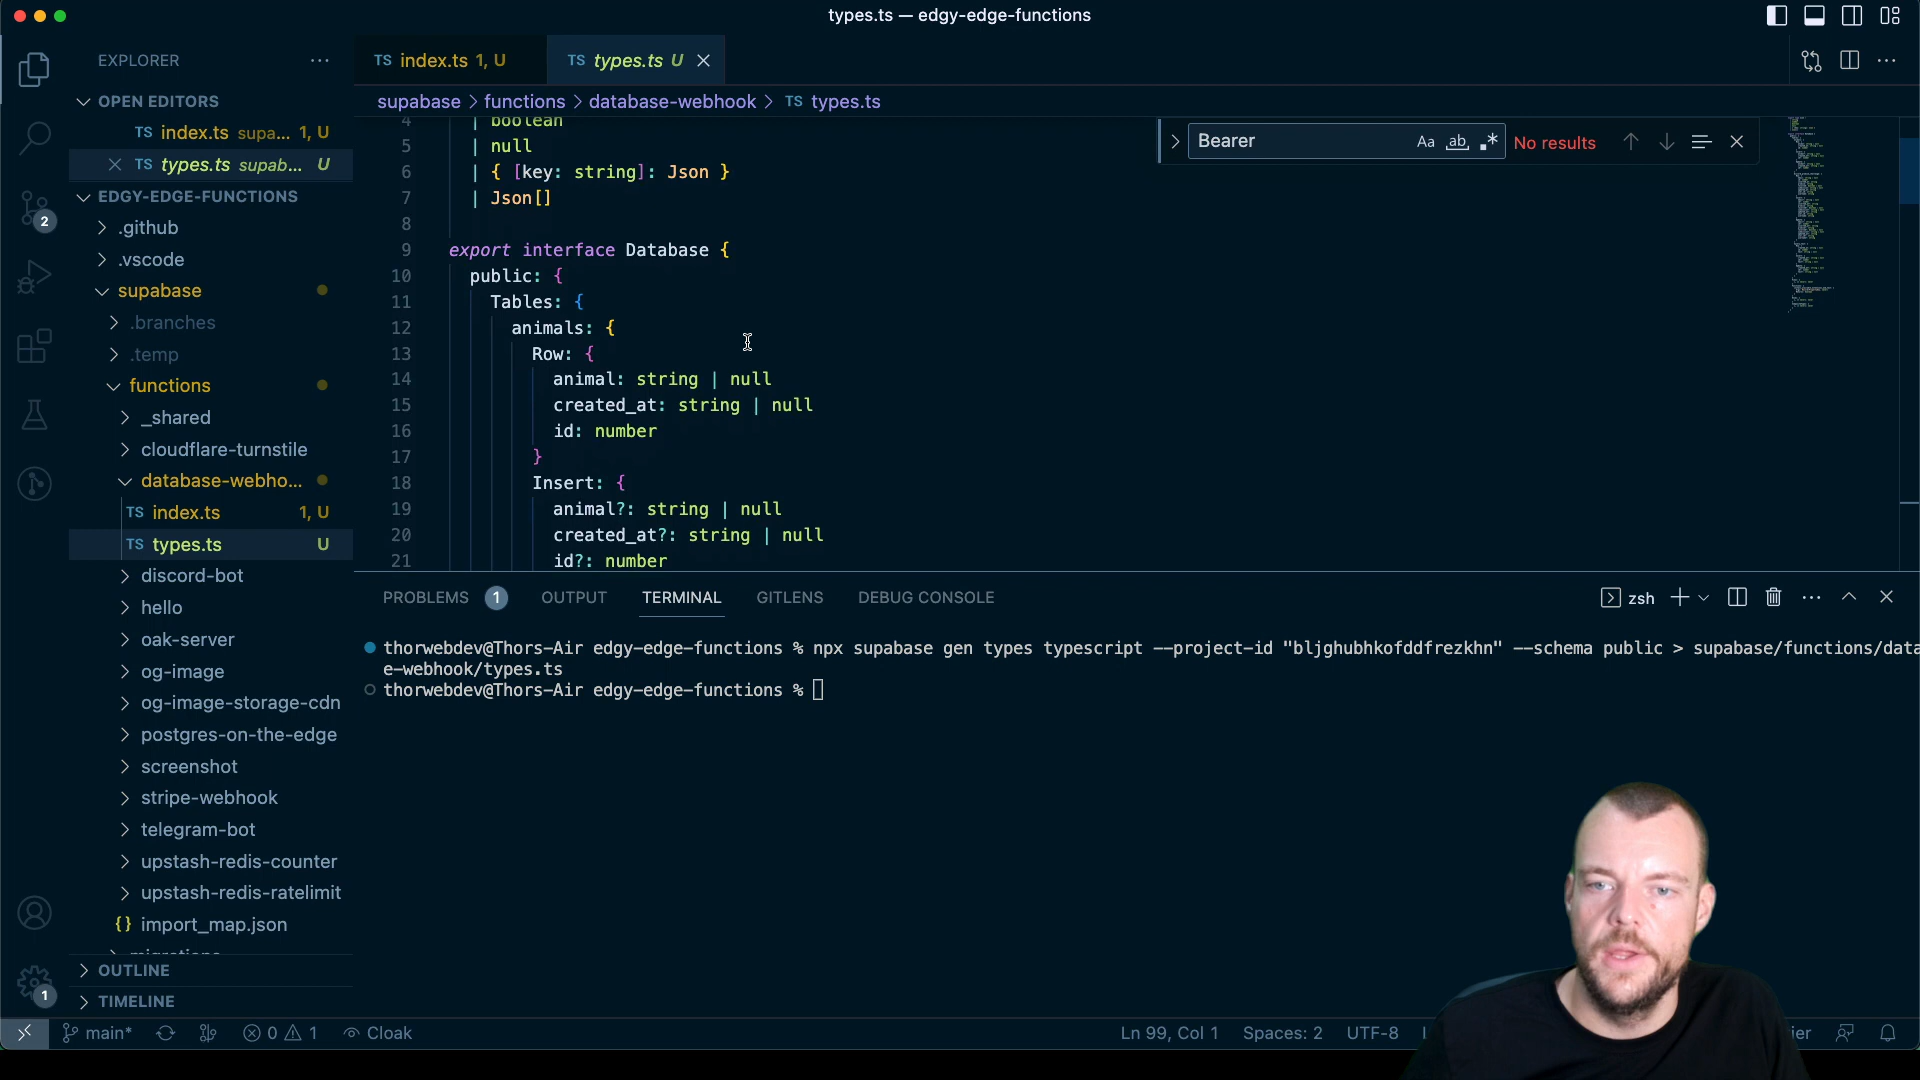 types.ts — edgy-edge-functions
EXPLORER
TS index.ts 1, U
TS types.ts U
OPEN EDITORS
TS index.ts supa... 1, U
TS types.ts supab... U
EDGY-EDGE-FUNCTIONS
.github
.vscode
supabase
.branches
.temp
functions
_shared
cloudflare-turnstile
database-webho...
TS index.ts 1, U
TS types.ts U
discord-bot
hello
oak-server
og-image
og-image-storage-cdn
postgres-on-the-edge
screenshot
stripe-webhook
telegram-bot
upstash-redis-counter
upstash-redis-ratelimit
{} import_map.json
migrations
OUTLINE
TIMELINE
2
1
supabase > functions > database-webhook > TS types.ts
Bearer
Aa ab .* No results
4 | boolean
5 | null
6 | { [key: string]: Json }
7 | Json[]
8
9 export interface Database {
10 public: {
11 Tables: {
12 animals: {
13 Row: {
14 animal: string | null
15 created_at: string | null
16 id: number
17 }
18 Insert: {
19 animal?: string | null
20 created_at?: string | null
21 id?: number
PROBLEMS 1 OUTPUT TERMINAL GITLENS DEBUG CONSOLE
zsh
thorwebdev@Thors-Air edgy-edge-functions % npx supabase gen types typescript --project-id "bljghubhkofddfrezkhn" --schema public > supabase/functions/data
e-webhook/types.ts
thorwebdev@Thors-Air edgy-edge-functions %
main* 0 1 Cloak
Ln 99, Col 1 Spaces: 2 UTF-8